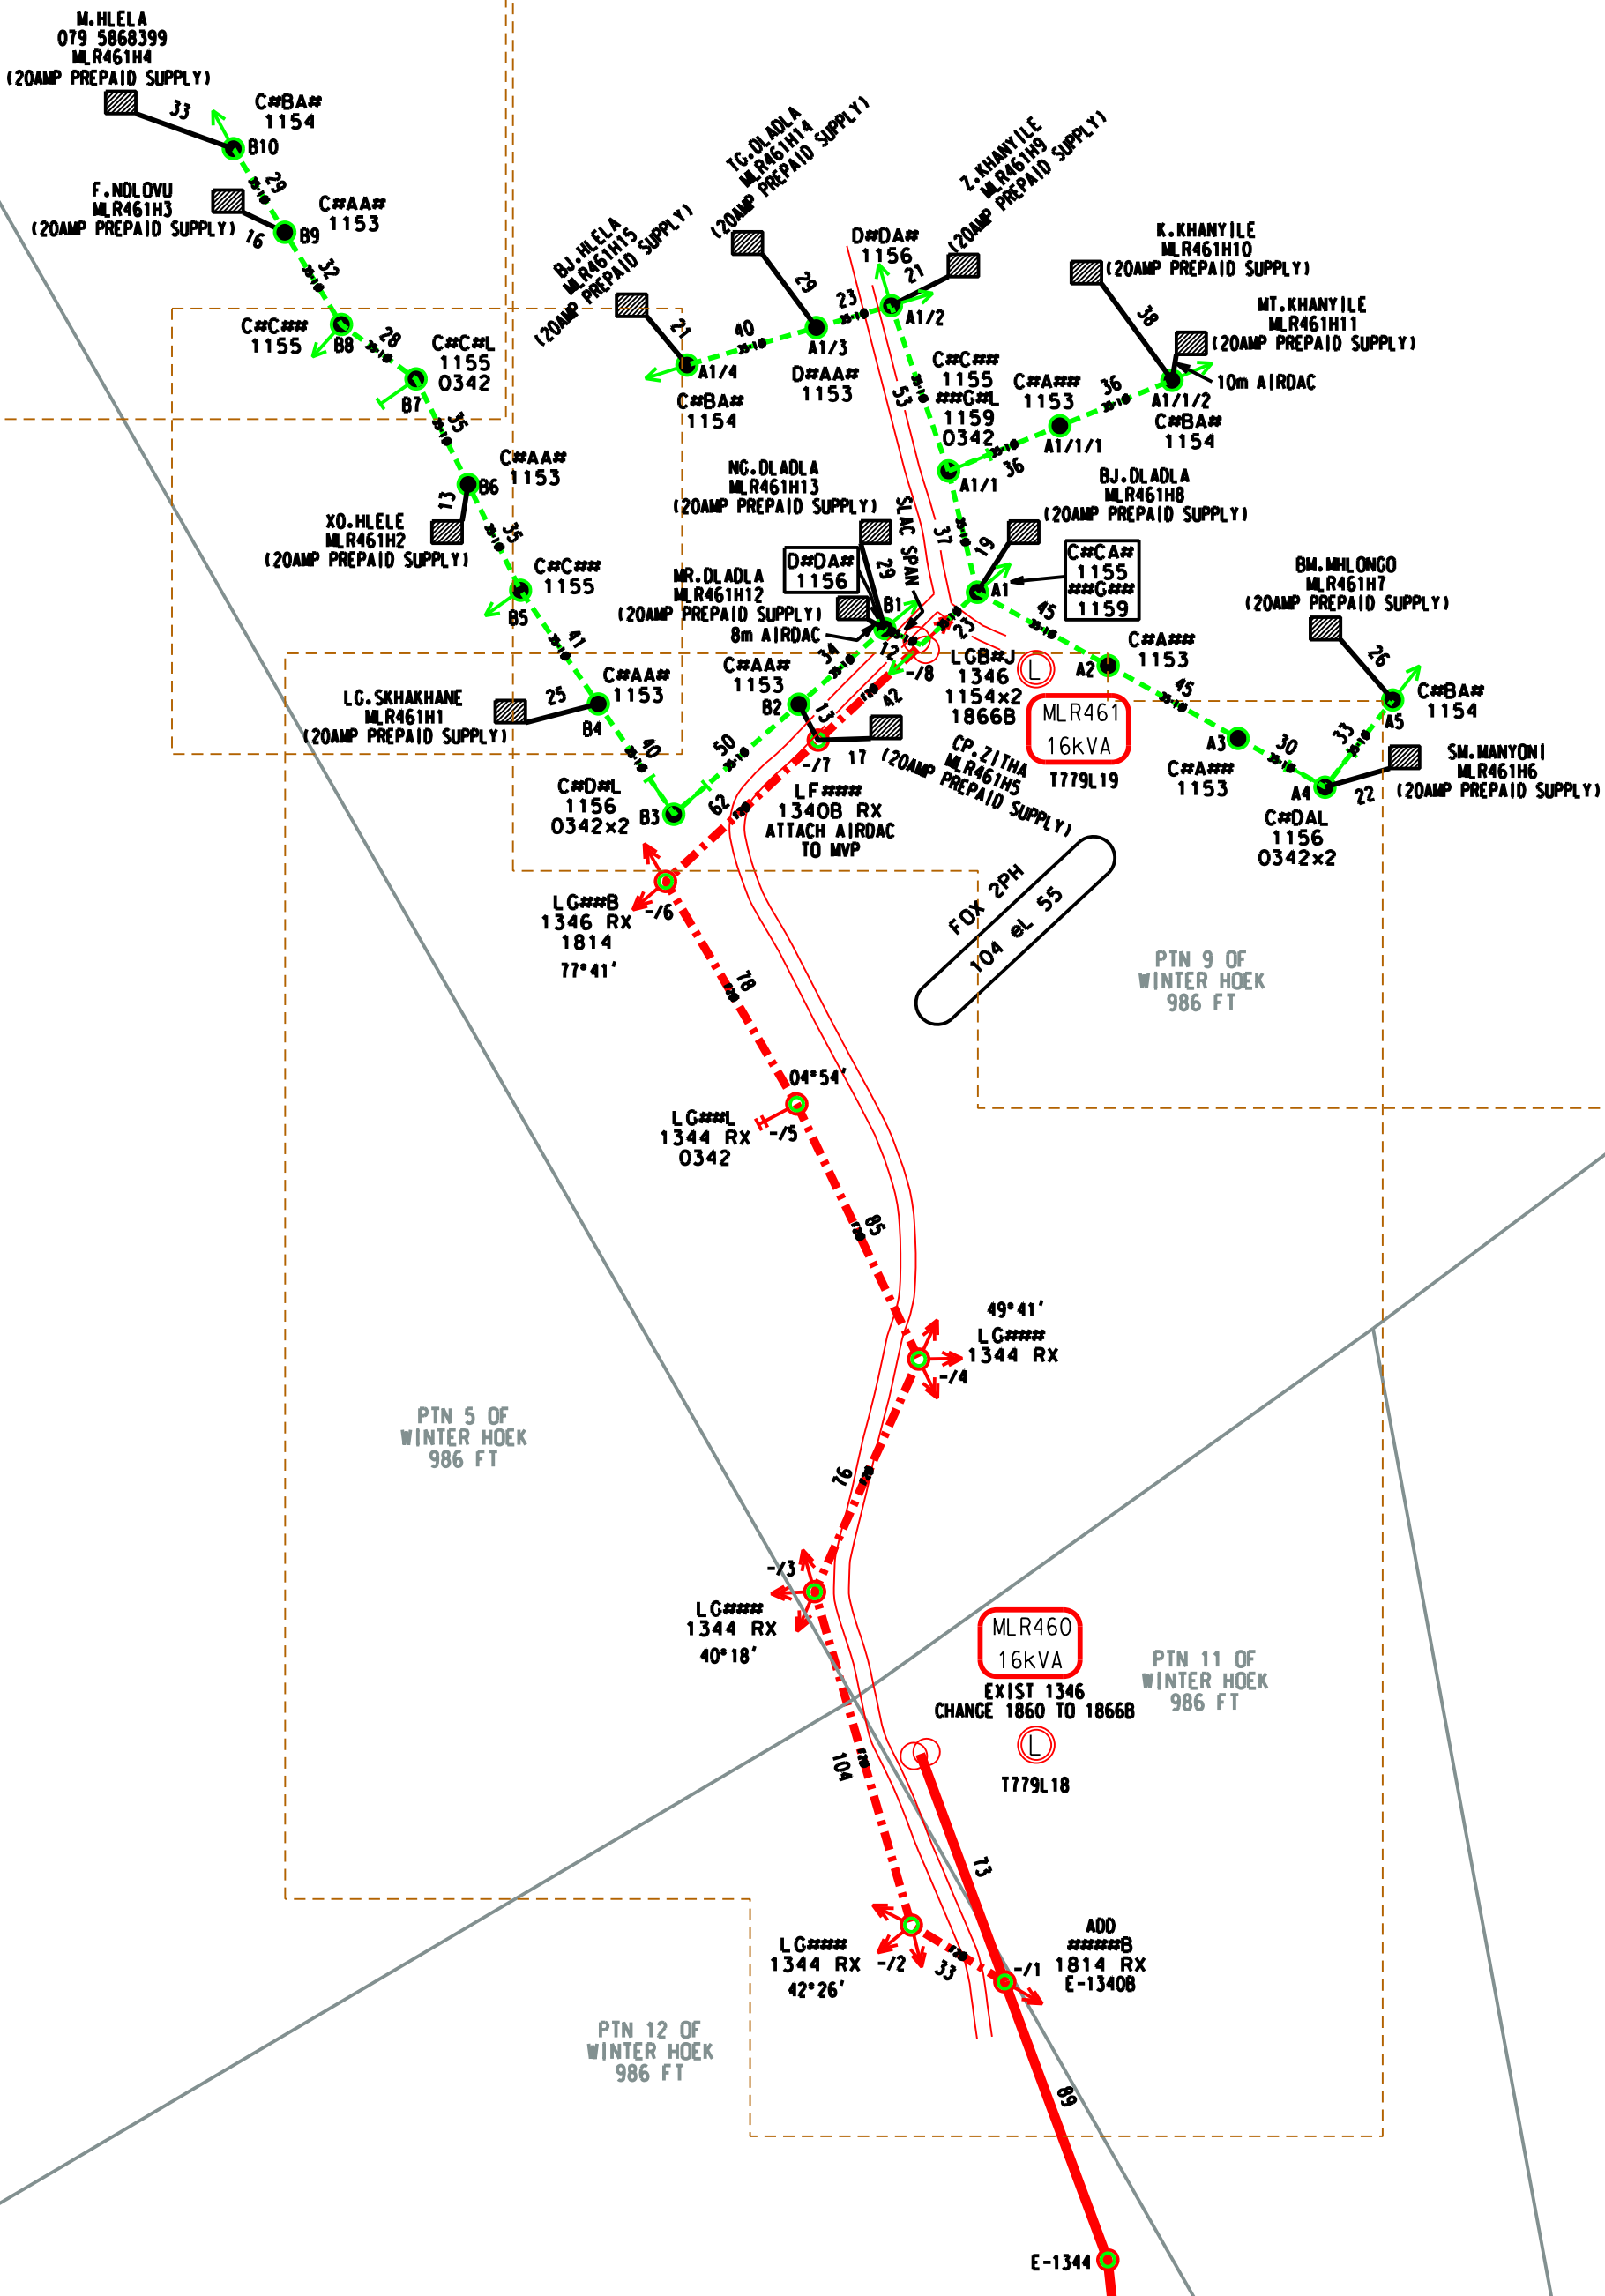 M.HLELA
079 5868399
MLR461H4
(20AMP PREPAID SUPPLY)
33
C#BA#
1154
B10
29
F.NDLOVU
MLR461H3
(20AMP PREPAID SUPPLY)
16
C#AA#
1153
B9
32
C#C##
1155
B8
28
C#C#L
1155
0342
B7
35
C#AA#
1153
B6
13
XO.HLELE
MLR461H2
(20AMP PREPAID SUPPLY)
35
C#C##
1155
B5
41
C#AA#
1153
B4
25
LG.SKHAKHANE
MLR461H1
(20AMP PREPAID SUPPLY)
40
C#D#L
1156
0342x2
B3
50
C#AA#
1153
B2
34
13
BJ.HLELA
MLR461H15
(20AMP PREPAID SUPPLY)
21
A1/4
C#BA#
1154
40
TG.DLADLA
MLR461H14
(20AMP PREPAID SUPPLY)
29
A1/3
D#AA#
1153
23
D#DA#
1156
A1/2
21
Z.KHANYILE
MLR461H9
(20AMP PREPAID SUPPLY)
53
C#C##
1155
##G#L
1159
0342
A1/1
36
C#A##
1153
A1/1/1
36
K.KHANYILE
MLR461H10
(20AMP PREPAID SUPPLY)
38
MT.KHANYILE
MLR461H11
(20AMP PREPAID SUPPLY)
10m AIRDAC
A1/1/2
C#BA#
1154
37
NG.DLADLA
MLR461H13
(20AMP PREPAID SUPPLY)
29
SLAC SPAN
D#DA#
1156
MR.DLADLA
MLR461H12
(20AMP PREPAID SUPPLY)
8m AIRDAC
B1
12
23
BJ.DLADLA
MLR461H8
(20AMP PREPAID SUPPLY)
19
A1
C#CA#
1155
##G##
1159
45
C#A##
1153
A2
45
A3
C#A##
1153
30
A4
C#DAL
1156
0342x2
33
BM.MHLONGO
MLR461H7
(20AMP PREPAID SUPPLY)
26
A5
C#BA#
1154
SM.MANYONI
MLR461H6
(20AMP PREPAID SUPPLY)
22
-/8
LGB#J
1346
1154x2
1866B
L
MLR461
16kVA
T779L19
42
-/7
17
CP.ZITHA
MLR461H5
(20AMP PREPAID SUPPLY)
LF###
1340B RX
ATTACH AIRDAC
TO MVP
62
LG##B
1346 RX
1814
77°41'
-/6
FOX 2PH
104 eL 55
PTN 9 OF
WINTER HOEK
986 FT
78
04°54'
LG##L
1344 RX
0342
-/5
85
49°41'
LG###
1344 RX
-/4
76
PTN 5 OF
WINTER HOEK
986 FT
-/3
LG###
1344 RX
40°18'
MLR460
16kVA
EXIST 1346
CHANGE 1860 TO 1866B
L
T779L18
PTN 11 OF
WINTER HOEK
986 FT
104
73
LG###
1344 RX
42°26'
-/2
33
-/1
ADD
####B
1814 RX
E-1340B
PTN 12 OF
WINTER HOEK
986 FT
89
E-1344